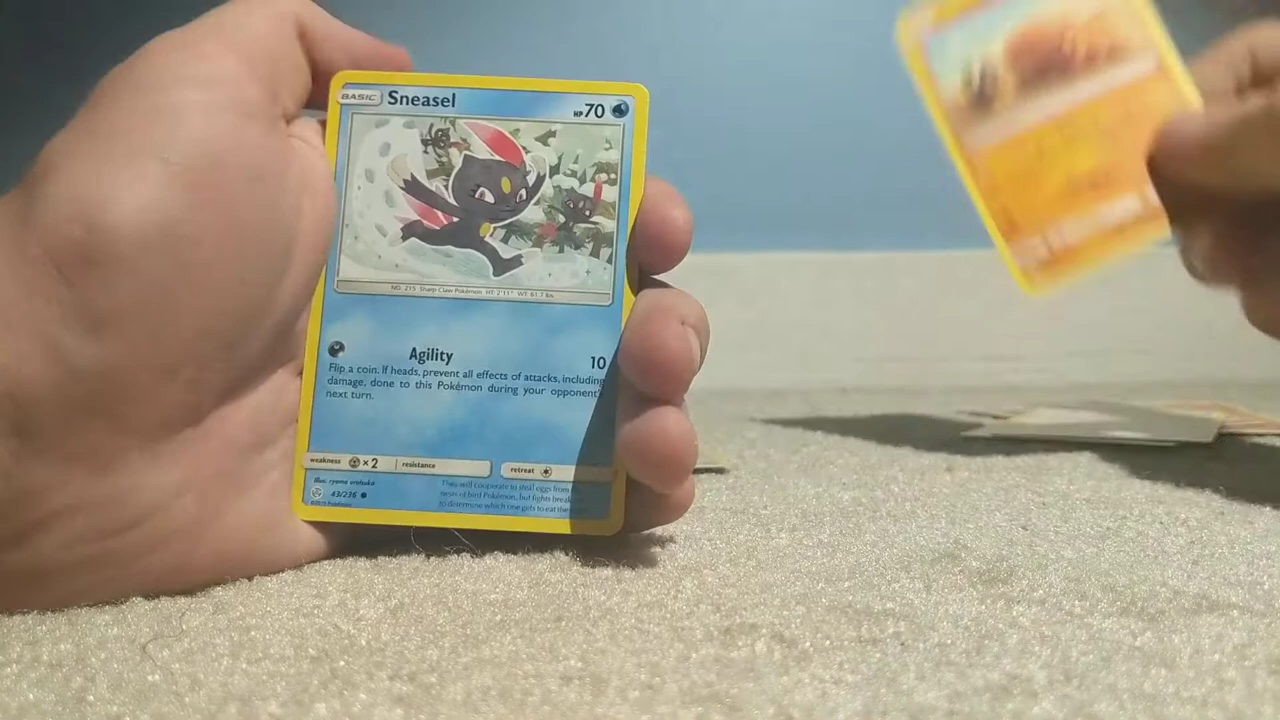 BASIC Sneasel HP 70
NO. 215 Sharp Claw Pokémon HT: 2'11" WT: 61.7 lbs
Agility 10
Flip a coin. If heads, prevent all effects of attacks, including
damage, done to this Pokémon during your opponent's
next turn.
weakness ×2 resistance retreat
Illus. ryoma uratsuka
43/236
They will cooperate to steal eggs from
nests of bird Pokémon, but fights break
to determine which one gets to eat the